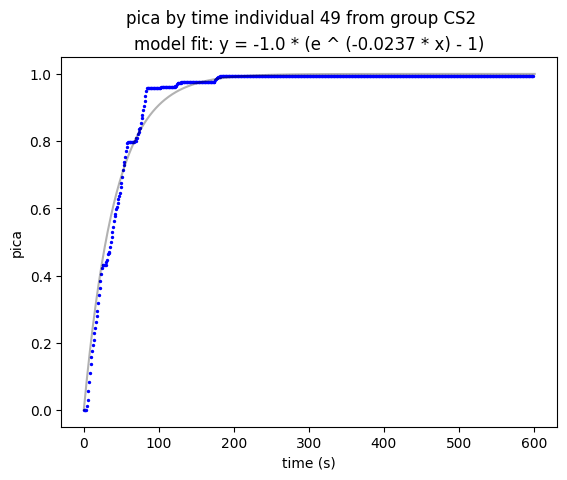 pica by time individual 49 from group CS2
model fit: y = -1.0 * (e ^ (-0.0237 * x) - 1)
1.0
0.8
0.6
0.4
0.2
0.0
pica
0 100 200 300 400 500 600
time (s)